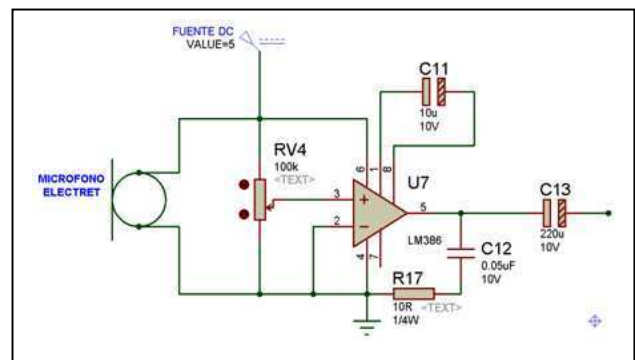 FUENTE DC
VALUE=5
C11
10u
10V
RV4
100k
<TEXT>
MICROFONO
ELECTRET
6
1
8
U7
3
2
5
4
7
LM386
C13
220u
10V
C12
0.05uF
10V
R17
10R
<TEXT>
1/4W